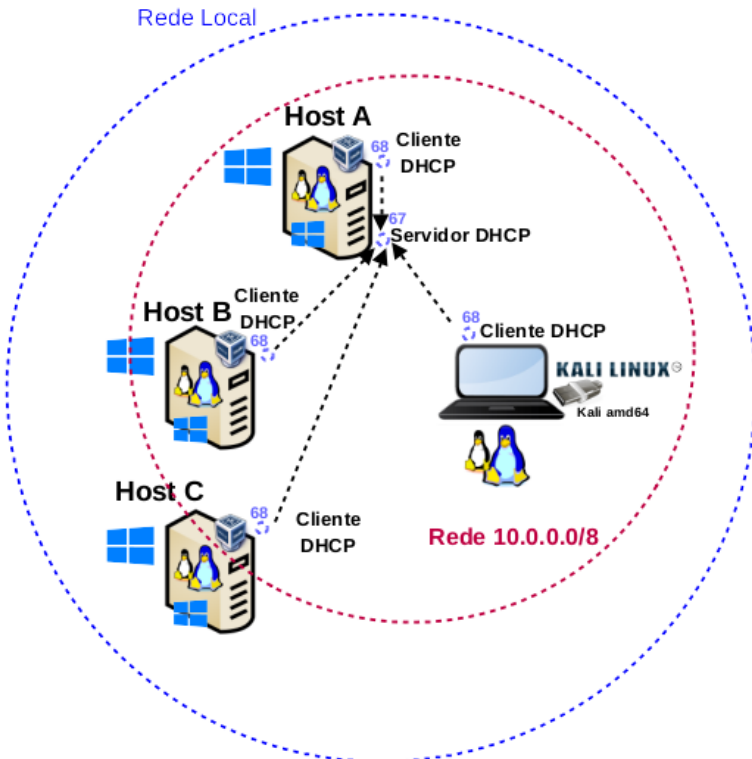 Rede Local
Host A
68
Cliente
DHCP
67
Servidor DHCP
Cliente
DHCP
Host B
68
68
Cliente DHCP
KALI LINUX
Kali amd64
Host C
68
Cliente
DHCP
Rede 10.0.0.0/8